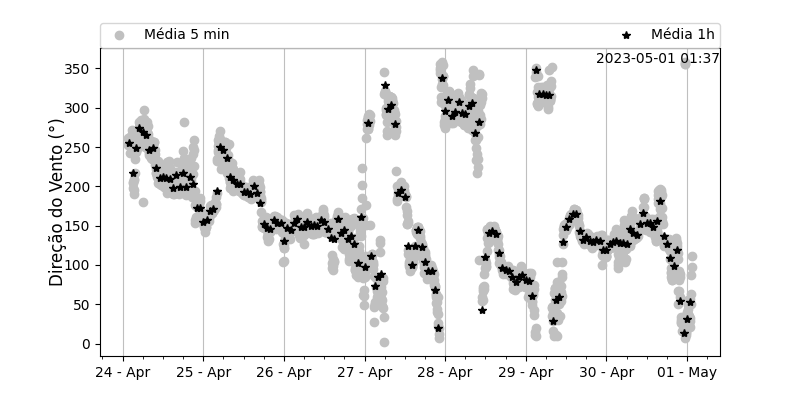 Média 5 min
Média 1h
2023-05-01 01:37
Direção do Vento (°)
350
300
250
200
150
100
50
0
24 - Apr
25 - Apr
26 - Apr
27 - Apr
28 - Apr
29 - Apr
30 - Apr
01 - May